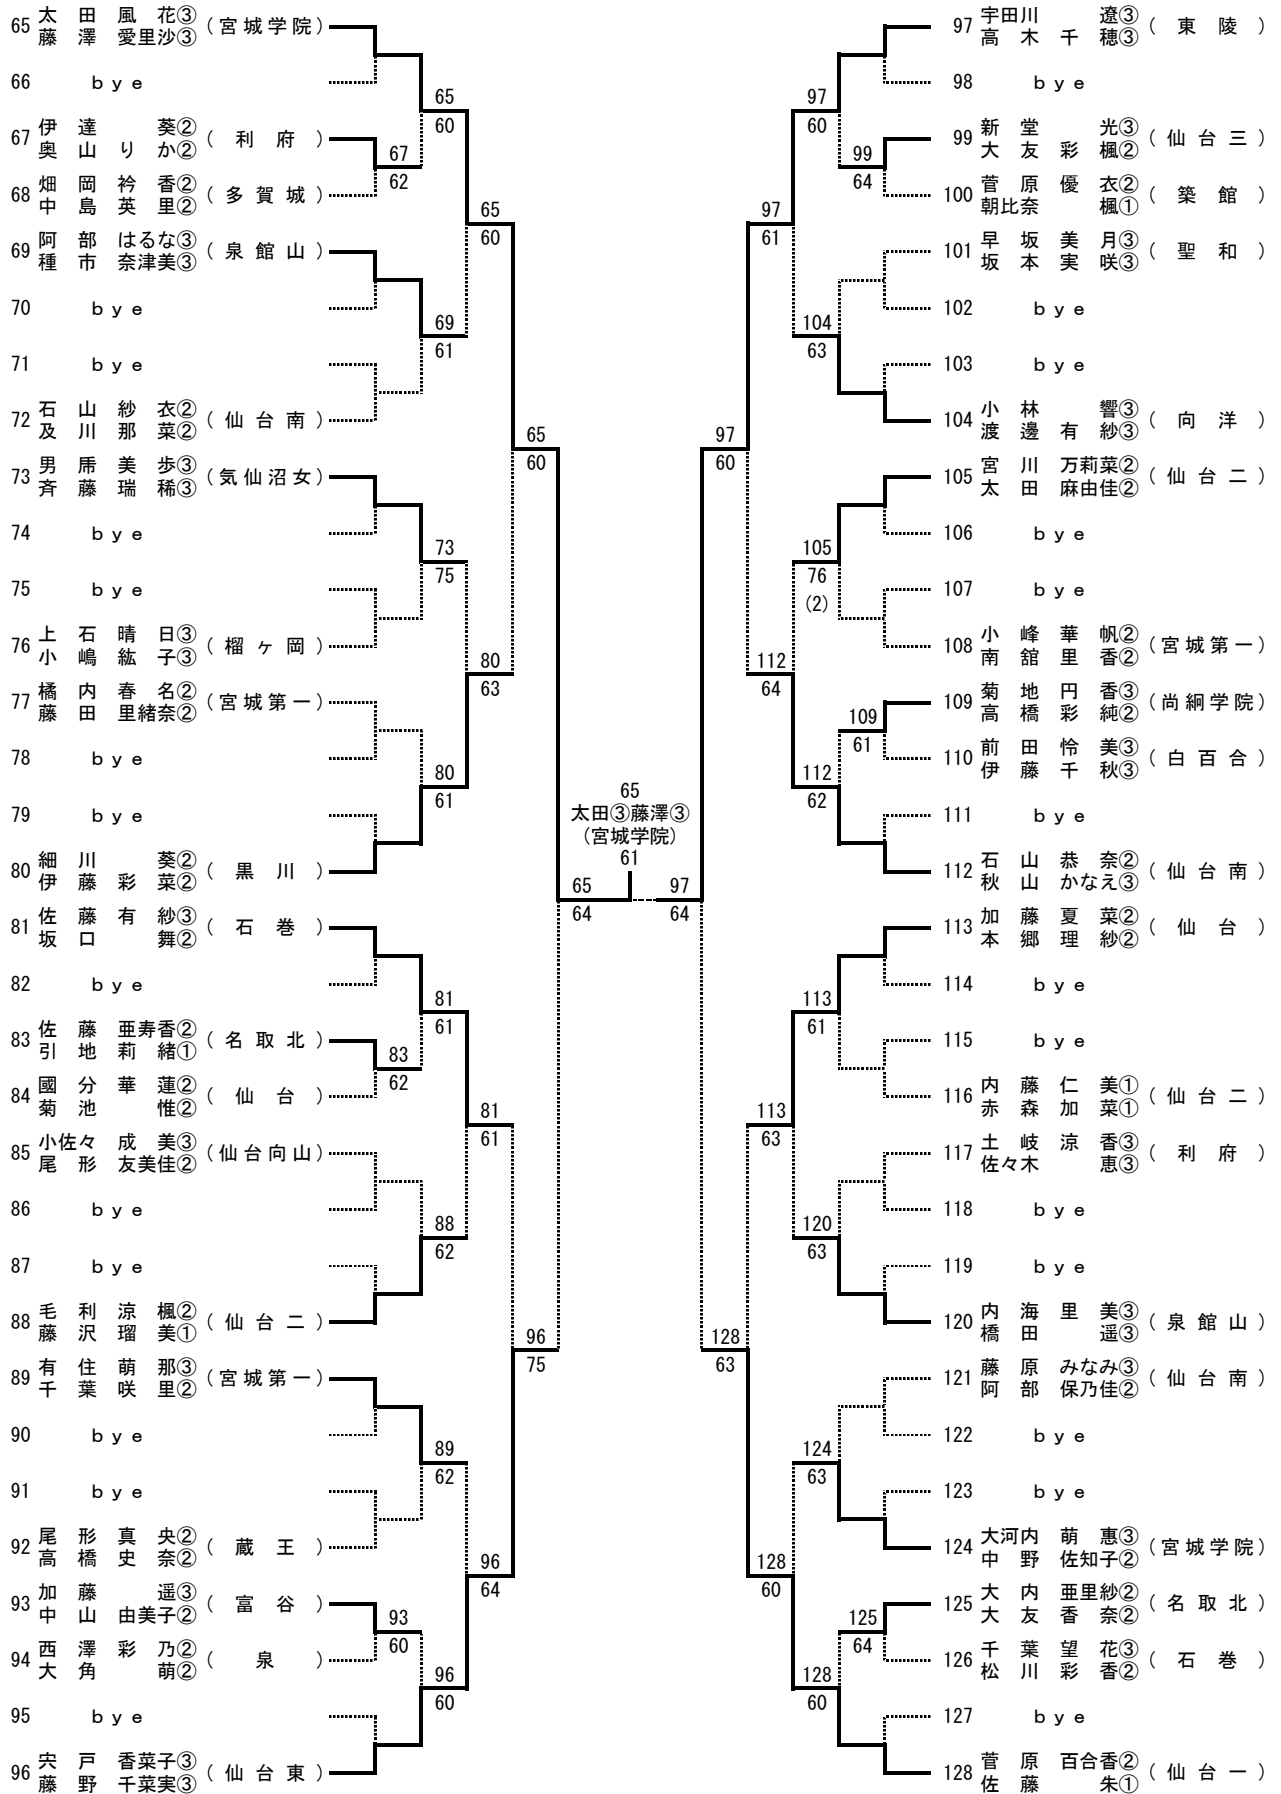 65 太田 風花③ 藤澤 愛里沙③ (宮城学院)
66 bye
67 伊達 葵② 奥山 りか② (利府)
68 畑岡 衿香② 中島 英里② (多賀城)
69 阿部 はるな③ 種市 奈津美③ (泉館山)
70 bye
71 bye
72 石山 紗衣② 及川 那菜② (仙台南)
73 男 美歩③ 斉藤 瑞稀③ (気仙沼女)
74 bye
75 bye
76 上石 晴日③ 小嶋 紘子③ (榴ヶ岡)
77 橘内 春名② 藤田 里緒奈② (宮城第一)
78 bye
79 bye
80 細川 葵② 伊藤 彩菜② (黒川)
81 佐藤 有紗③ 坂口 舞② (石巻)
82 bye
83 佐藤 亜寿香② 引地 莉緒① (名取北)
84 國分 華蓮② 菊池 惟② (仙台)
85 小佐々 成美③ 尾形 友美佳② (仙台向山)
86 bye
87 bye
88 毛利 涼楓② 藤沢 瑠美① (仙台二)
89 有住 萌那③ 千葉 咲里② (宮城第一)
90 bye
91 bye
92 尾形 真央② 高橋 史奈② (蔵王)
93 加藤 遥③ 中山 由美子② (富谷)
94 西澤 彩乃② 大角 萌② (泉)
95 bye
96 宍戸 香菜子③ 藤野 千菜実③ (仙台東)
67
62
83
62
93
60
65
60
69
61
73
75
80
61
81
61
88
62
89
62
96
60
65
60
80
63
81
61
96
64
65
60
96
75
65
64
65
太田③藤澤③
(宮城学院)
61
97
64
97
60
128
63
97
61
112
64
113
63
128
60
97
60
104
63
105
76
(2)
112
62
113
61
120
63
124
63
128
60
99
64
109
61
125
64
97 宇田川 遼③ 高木 千穂③ (東陵)
98 bye
99 新堂 光③ 大友 彩楓② (仙台三)
100 菅原 優衣② 朝比奈 楓① (築館)
101 早坂 美月③ 坂本 実咲③ (聖和)
102 bye
103 bye
104 小林 響③ 渡邊 有紗③ (向洋)
105 宮川 万莉菜② 太田 麻由佳② (仙台二)
106 bye
107 bye
108 小峰 華帆② 南舘 里香② (宮城第一)
109 菊地 円香③ 高橋 彩純② (尚絅学院)
110 前田 怜美③ 伊藤 千秋③ (白百合)
111 bye
112 石山 恭奈② 秋山 かなえ③ (仙台南)
113 加藤 夏菜② 本郷 理紗② (仙台)
114 bye
115 bye
116 内藤 仁美① 赤森 加菜① (仙台二)
117 土岐 涼香③ 佐々木 恵③ (利府)
118 bye
119 bye
120 内海 里美③ 橋田 遥③ (泉館山)
121 藤原 みなみ③ 阿部 保乃佳② (仙台南)
122 bye
123 bye
124 大河内 萌恵③ 中野 佐知子② (宮城学院)
125 大内 亜里紗② 大友 香奈② (名取北)
126 千葉 望花③ 松川 彩香② (石巻)
127 bye
128 菅原 百合香② 佐藤 朱① (仙台一)